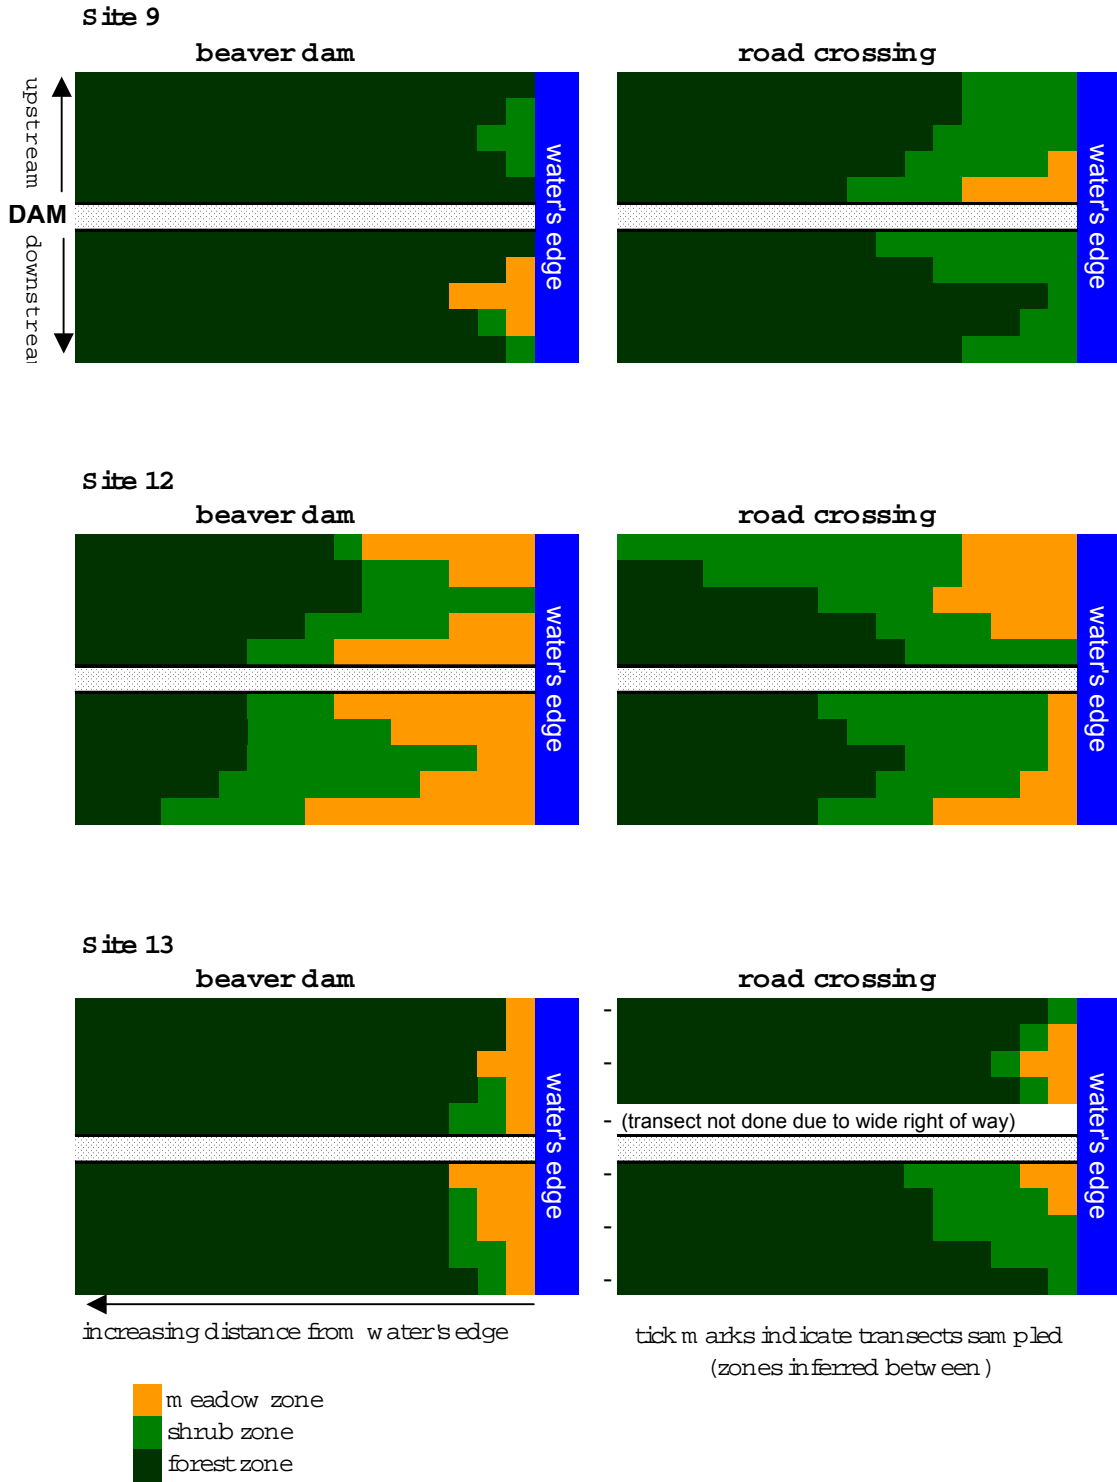 Site 9
beaver dam
road crossing
upstream
DAM
downstrea
water's edge
water's edge
Site 12
beaver dam
road crossing
water's edge
water's edge
Site 13
beaver dam
road crossing
-
-
- (transect not done due to wide right of way)
-
-
-
water's edge
water's edge
increasing distance from water's edge
tick marks indicate transects sampled
(zones inferred between)
meadow zone
shrub zone
forest zone